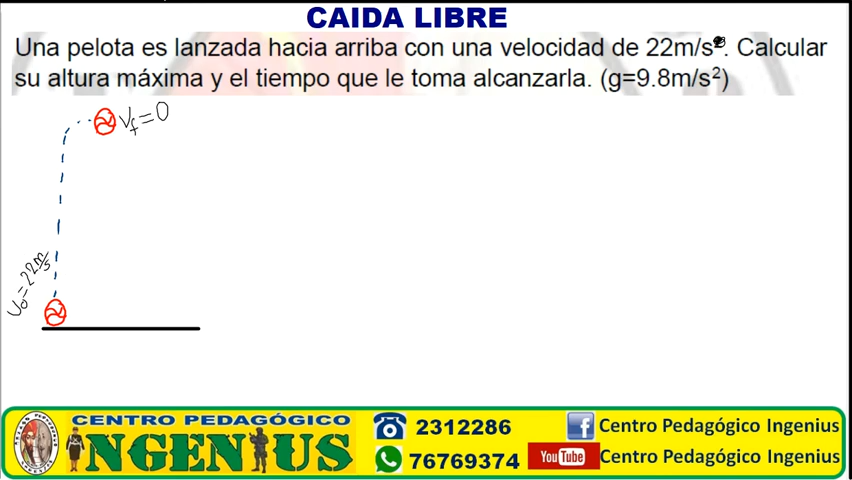 CAIDA LIBRE
Una pelota es lanzada hacia arriba con una velocidad de 22m/s. Calcular
su altura máxima y el tiempo que le toma alcanzarla. (g=9.8m/s²)
V_f=0
v_o=22m/s
CENTRO PEDAGÓGICO
INGENIUS
2312286
76769374
Centro Pedagógico Ingenius
YouTube Centro Pedagógico Ingenius